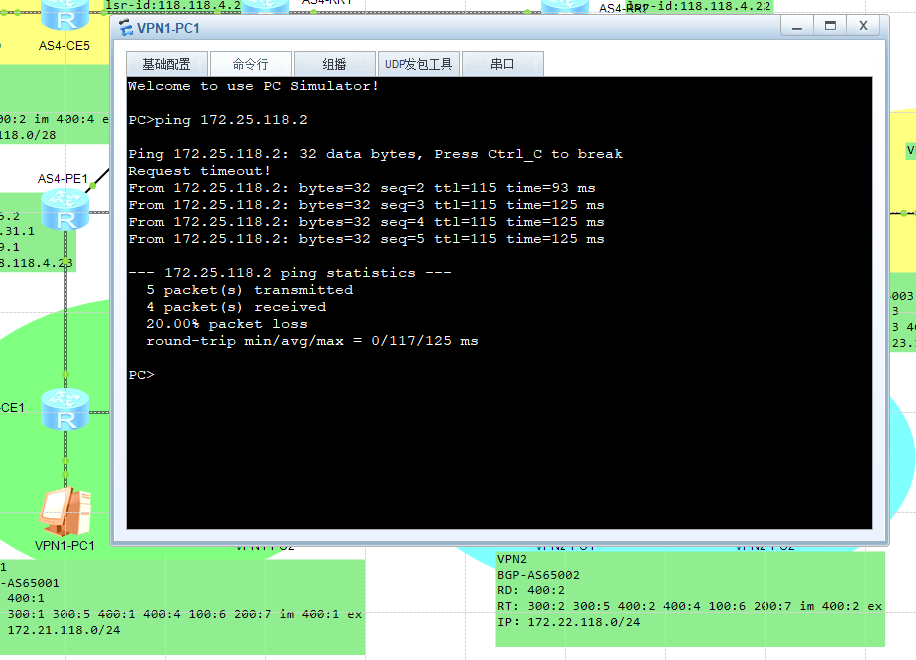 lsr-id:118.118.4.2
AS4-RR1
AS4-RR2
lsr-id:118.118.4.22
AS4-CE5
VPN1-PC1
基础配置
命令行
组播
UDP发包工具
串口
Welcome to use PC Simulator!
PC>ping 172.25.118.2
Ping 172.25.118.2: 32 data bytes, Press Ctrl_C to break
Request timeout!
From 172.25.118.2: bytes=32 seq=2 ttl=115 time=93 ms
From 172.25.118.2: bytes=32 seq=3 ttl=115 time=125 ms
From 172.25.118.2: bytes=32 seq=4 ttl=115 time=125 ms
From 172.25.118.2: bytes=32 seq=5 ttl=115 time=125 ms
--- 172.25.118.2 ping statistics ---
5 packet(s) transmitted
4 packet(s) received
20.00% packet loss
round-trip min/avg/max = 0/117/125 ms
PC>
00:2 im 400:4 e
118.0/28
AS4-PE1
6.2
.31.1
9.1
8.118.4.23
V
003
3
3 4
23.
-CE1
VPN1-PC1
VPN1-PC2
VPN2-PC1
VPN2-PC2
1
-AS65001
400:1
300:1 300:5 400:1 400:4 100:6 200:7 im 400:1 ex
172.21.118.0/24
VPN2
BGP-AS65002
RD: 400:2
RT: 300:2 300:5 400:2 400:4 100:6 200:7 im 400:2 ex
IP: 172.22.118.0/24